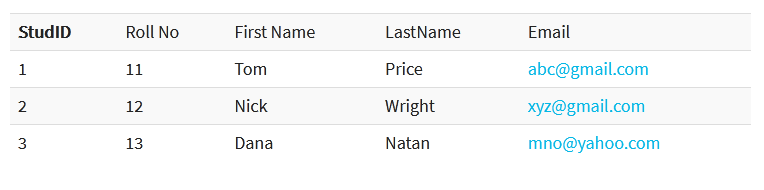 StudID Roll No First Name LastName Email
1 11 Tom Price abc@gmail.com
2 12 Nick Wright xyz@gmail.com
3 13 Dana Natan mno@yahoo.com